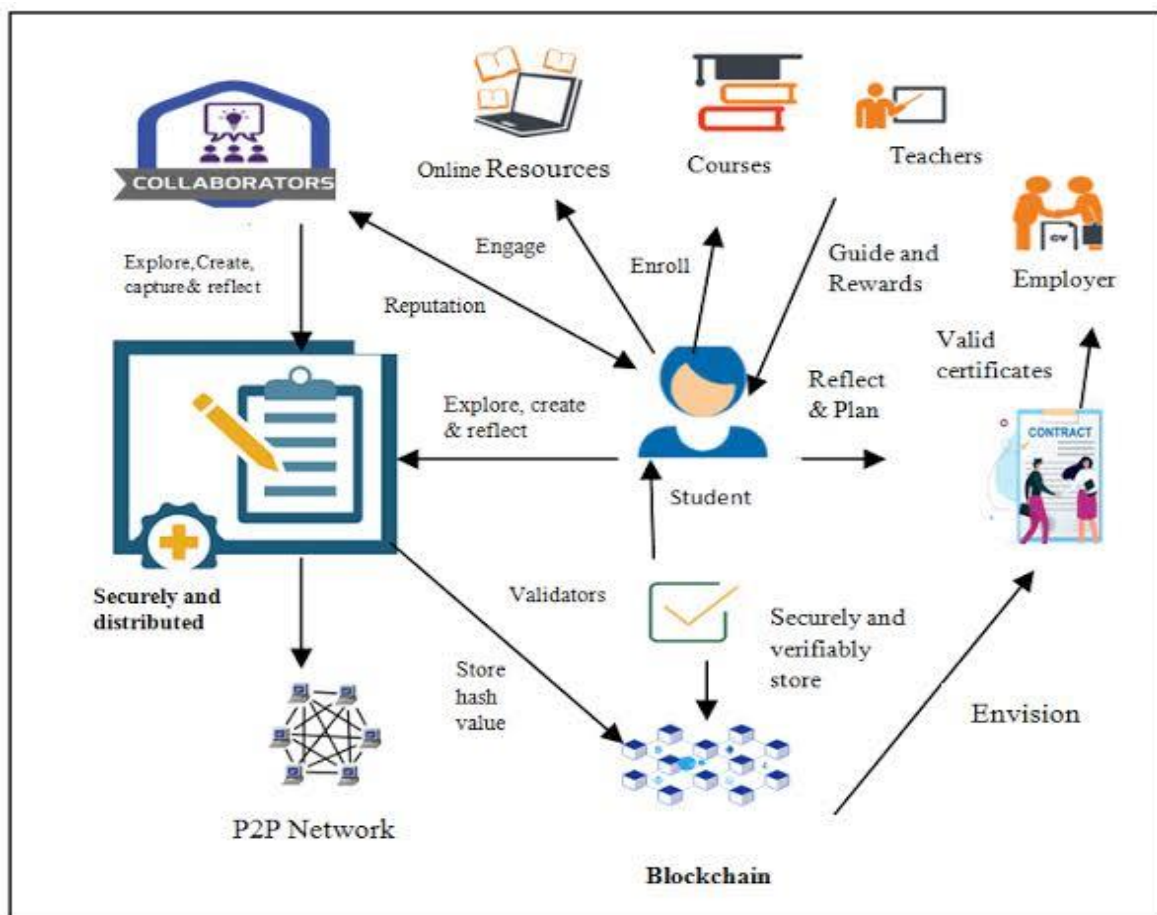 COLLABORATORS
Online Resources
Courses
Teachers
Explore,Create,
capture& reflect
Engage
Enroll
Guide and
Rewards
Employer
CV
Reputation
Valid
certificates
Explore, create
& reflect
Reflect
& Plan
CONTRACT
Student
Securely and
distributed
Validators
Securely and
verifiably
store
Store
hash
value
Envision
P2P Network
Blockchain